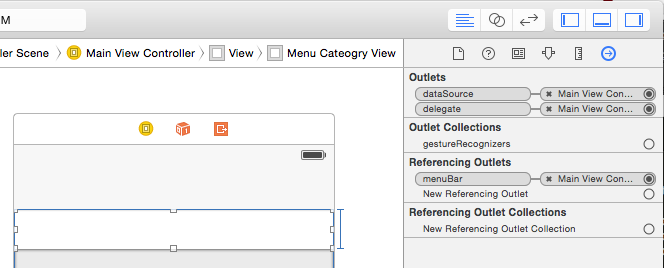 M
ler Scene Main View Controller View Menu Cateogry View
Outlets
dataSource Main View Con...
delegate Main View Con...
Outlet Collections
gestureRecognizers
Referencing Outlets
menuBar Main View Con...
New Referencing Outlet
Referencing Outlet Collections
New Referencing Outlet Collection